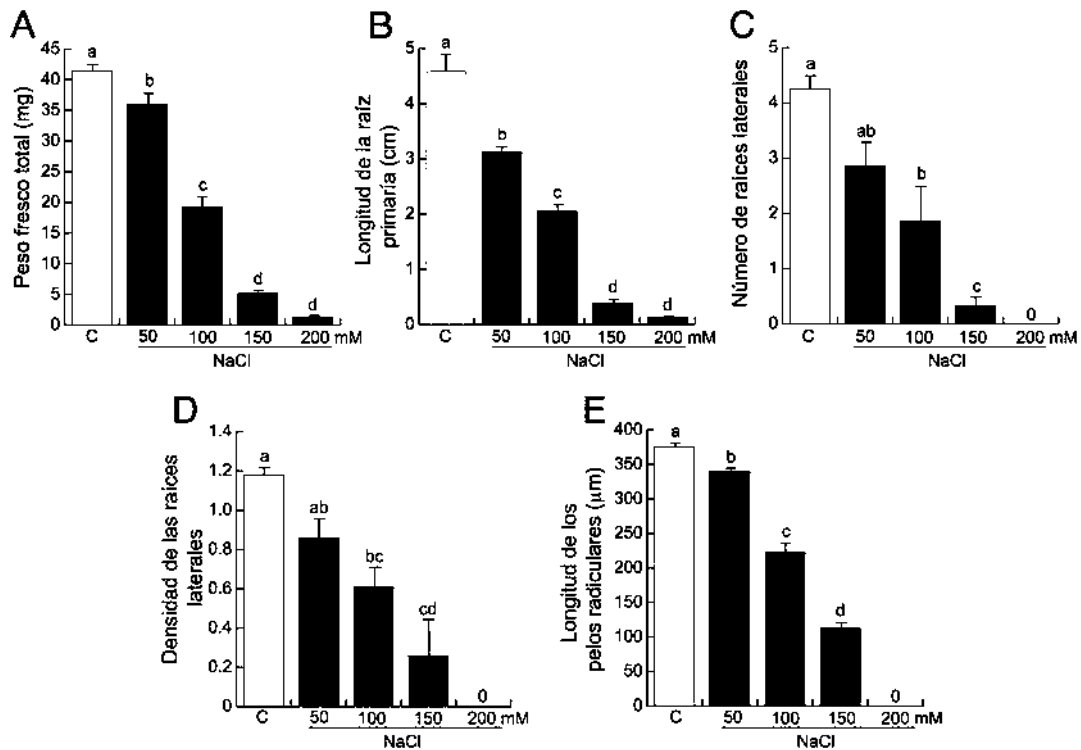 A
Peso fresco total (mg)
45
40
35
30
25
20
15
10
5
0
a
b
c
d
d
C
50
100
150
200 mM
NaCl
B
Longitud de la raíz
primaría (cm)
5
4
3
2
1
0
a
b
c
d
d
C
50
100
150
200 mM
NaCl
C
Número de raices laterales
5
4
3
2
1
0
a
ab
b
c
0
C
50
100
150
200 mM
NaCl
D
Densidad de las raices
laterales
1.4
1.2
1.0
0.8
0.6
0.4
0.2
0
a
ab
bc
cd
0
C
50
100
150
200 mM
NaCl
E
Longitud de los
pelos radiculares (μm)
400
350
300
250
200
150
100
50
0
a
b
c
d
0
C
50
100
150
200 mM
NaCl